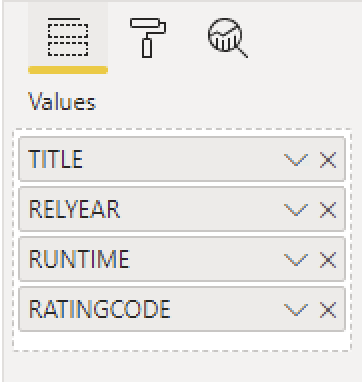 Values
TITLE
RELYEAR
RUNTIME
RATINGCODE